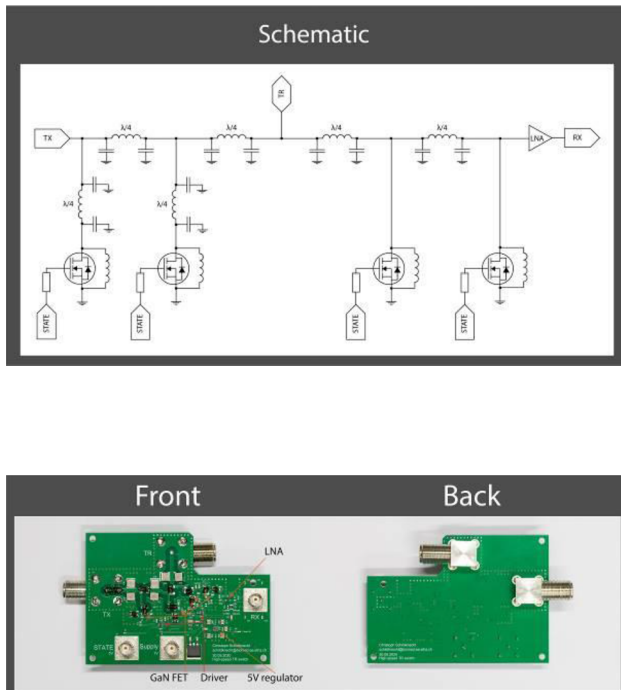 Schematic
TR
λ/4
λ/4
λ/4
λ/4
TX
LNA
RX
λ/4
λ/4
STATE
STATE
STATE
STATE
Front
Back
TR
LNA
TX
RX
STATE
Supply
GaN FET
Driver
5V regulator